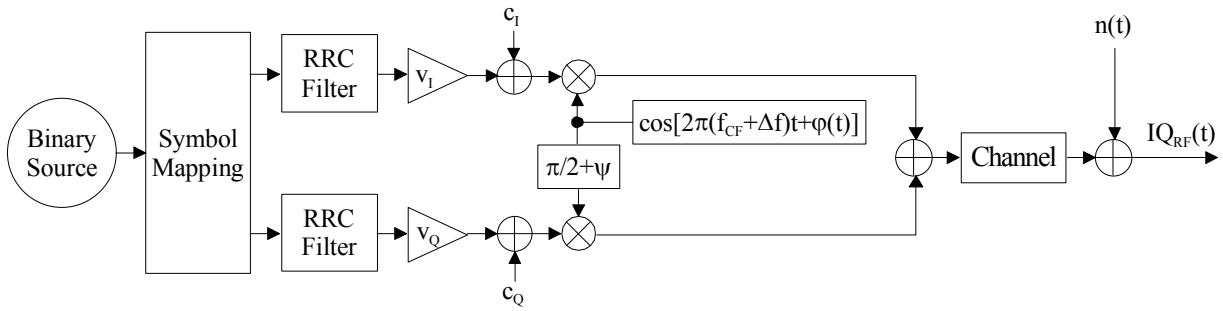 Binary
Source
Symbol
Mapping
RRC
Filter
v_I
c_I
cos[2π(f_CF+Δf)t+φ(t)]
π/2+ψ
RRC
Filter
v_Q
c_Q
Channel
n(t)
IQ_RF(t)